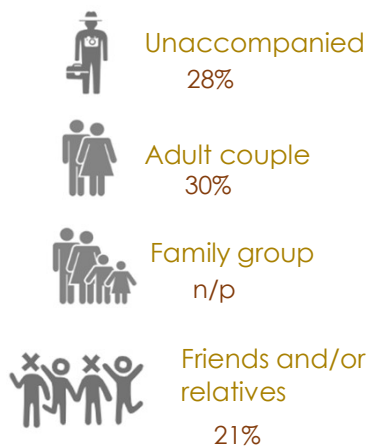 Unaccompanied
28%
Adult couple
30%
Family group
n/p
Friends and/or
relatives
21%